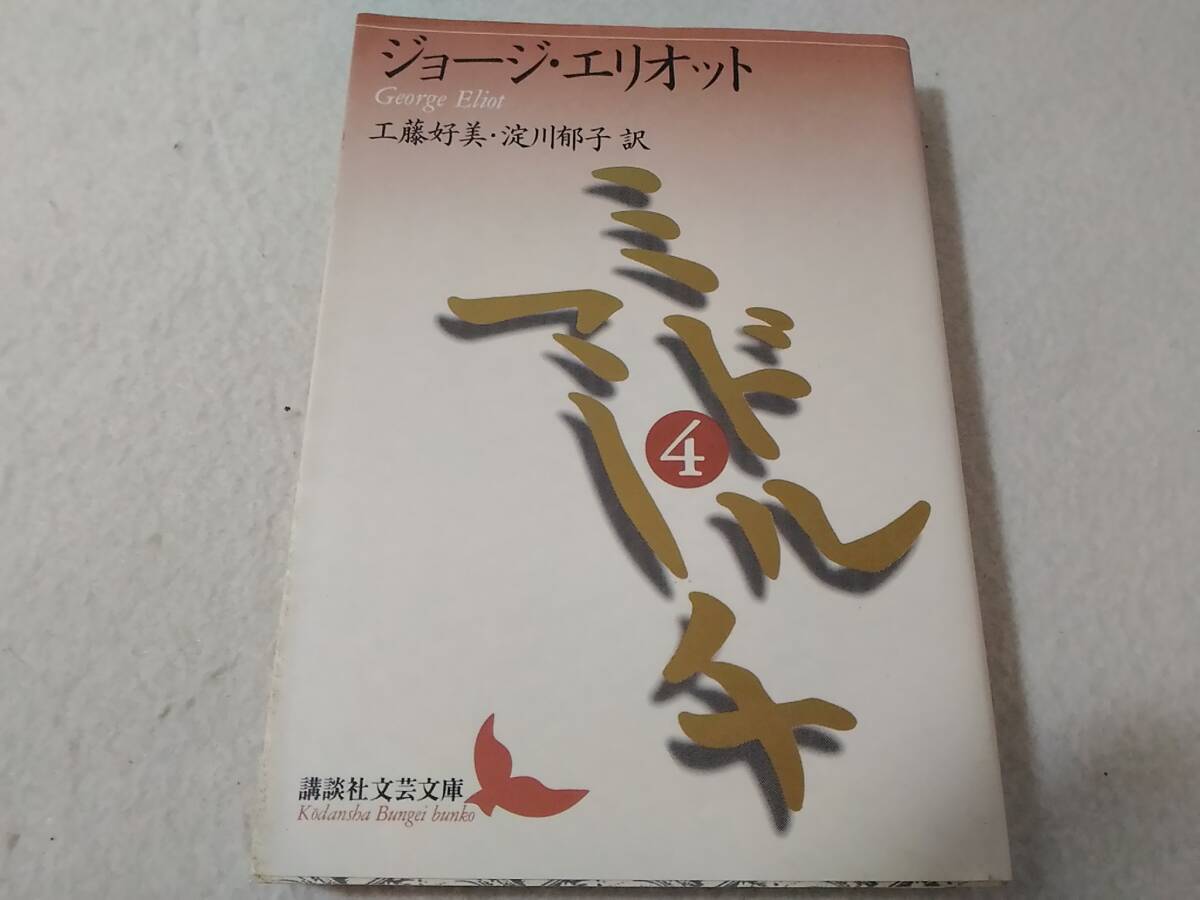 ジョージ・エリオット
George Eliot
工藤好美・淀川郁子 訳
ミドルマーチ
4
講談社文芸文庫
Kōdansha Bungei bunko